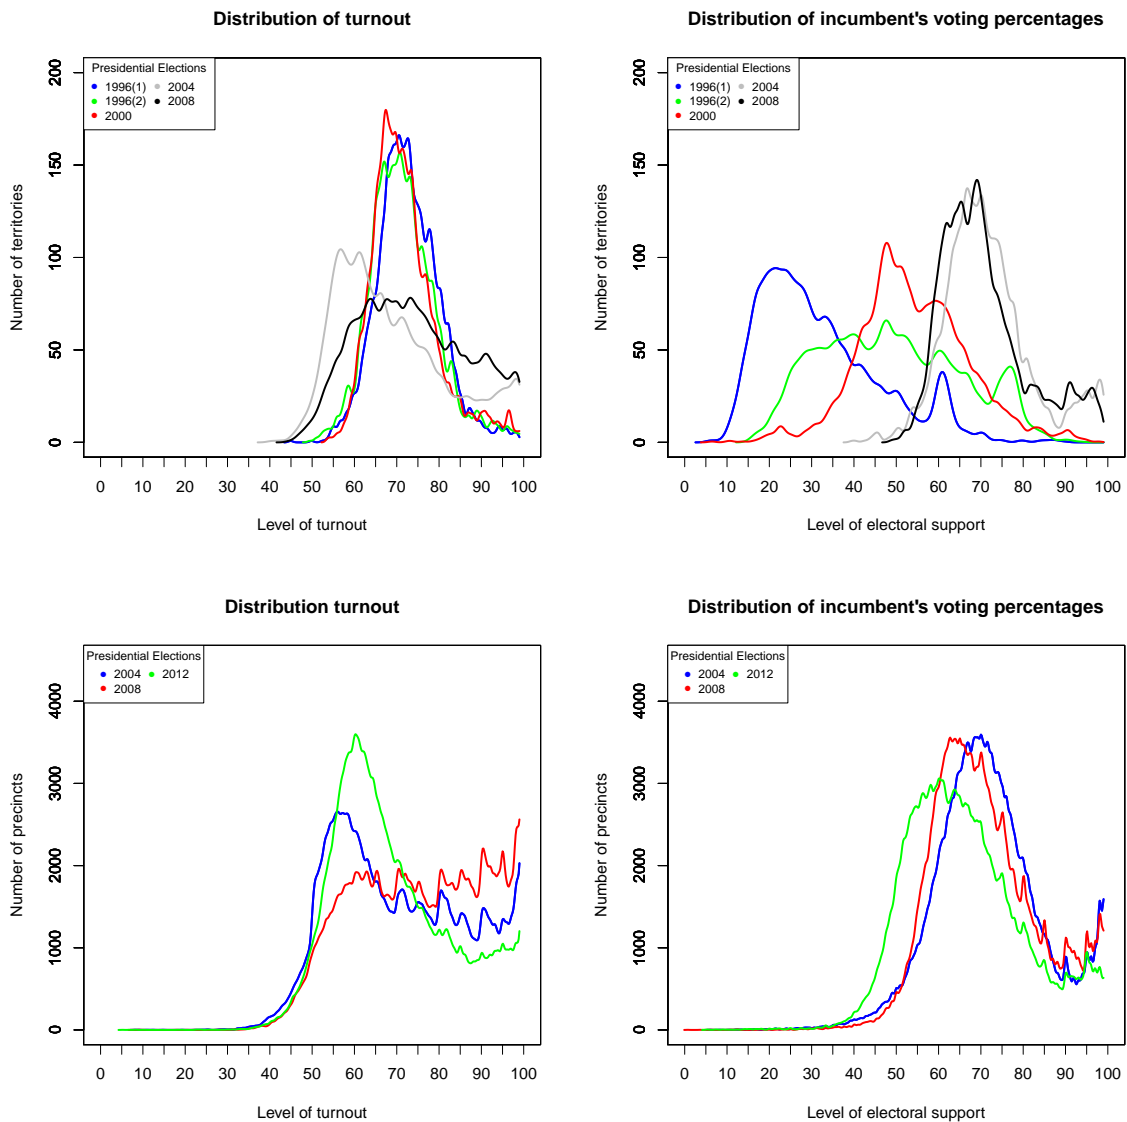 Distribution of turnout
Presidential Elections
1996(1) 2004
1996(2) 2008
2000
200
150
100
50
0
Number of territories
0 10 20 30 40 50 60 70 80 90 100
Level of turnout
Distribution of incumbent's voting percentages
Presidential Elections
1996(1) 2004
1996(2) 2008
2000
200
150
100
50
0
Number of territories
0 10 20 30 40 50 60 70 80 90 100
Level of electoral support
Distribution turnout
Presidential Elections
2004 2012
2008
4000
3000
2000
1000
0
Number of precincts
0 10 20 30 40 50 60 70 80 90 100
Level of turnout
Distribution of incumbent's voting percentages
Presidential Elections
2004 2012
2008
4000
3000
2000
1000
0
Number of precincts
0 10 20 30 40 50 60 70 80 90 100
Level of electoral support